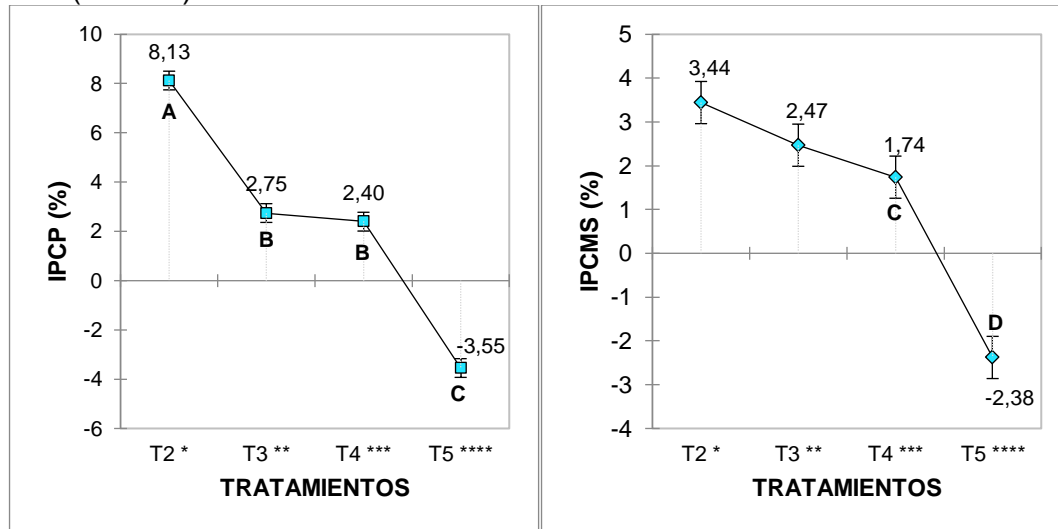 10
8
6
4
2
0
-2
-4
-6
IPCP (%)
8,13
A
2,75
B
2,40
B
-3,55
C
T2 * T3 ** T4 *** T5 ****
TRATAMIENTOS
5
4
3
2
1
0
-1
-2
-3
-4
IPCMS (%)
3,44
2,47
1,74
C
D
-2,38
T2 * T3 ** T4 *** T5 ****
TRATAMIENTOS